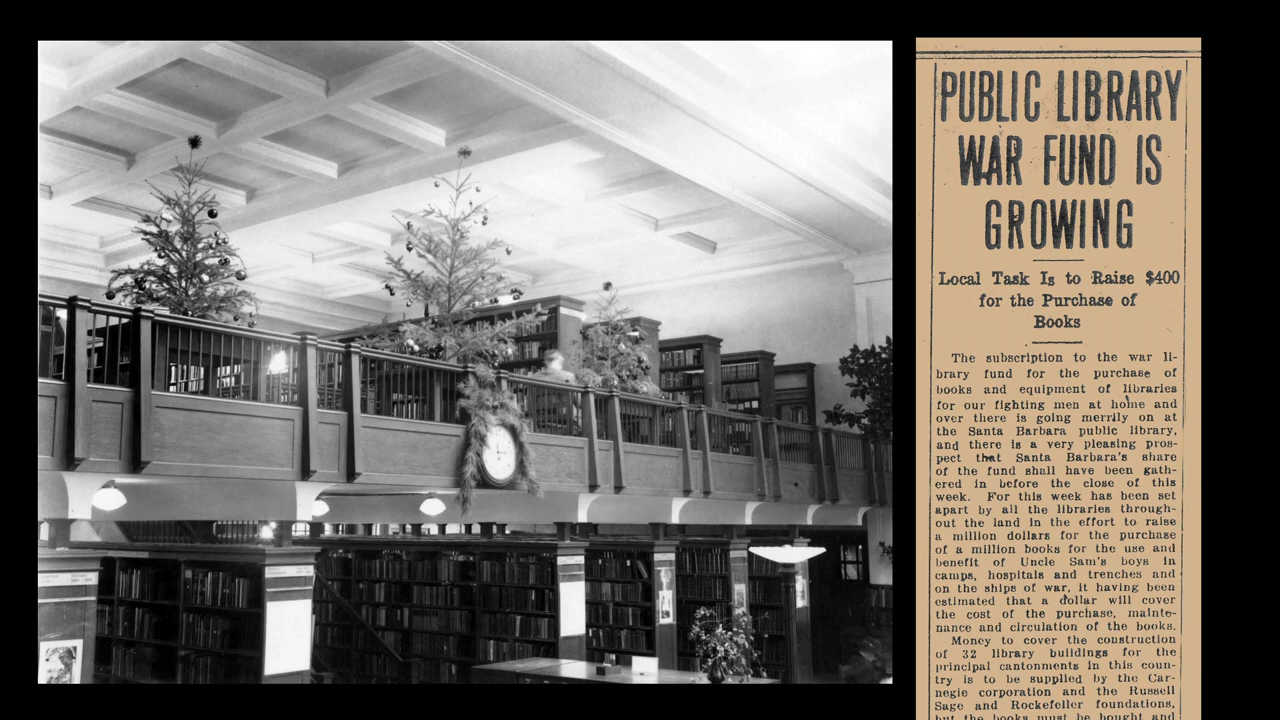 PUBLIC LIBRARY
WAR FUND IS
GROWING
Local Task Is to Raise $400
for the Purchase of
Books
The subscription to the war li-
brary fund for the purchase of
books and equipment of libraries
for our fighting men at home and
over there is going merrily on at
the Santa Barbara public library,
and there is a very pleasing pros-
pect that Santa Barbara's share
of the fund shall have been gath-
ered in before the close of this
week. For this week has been set
apart by all the libraries through-
out the land in the effort to raise
a million dollars for the purchase
of a million books for the use and
benefit of Uncle Sam's boys in
camps, hospitals and trenches and
on the ships of war, it having been
estimated that a dollar will cover
the cost of the purchase, mainte-
nance and circulation of the books.
Money to cover the construction
of 32 library buildings for the
principal cantonments in this coun-
try is to be supplied by the Car-
negie corporation and the Russell
Sage and Rockefeller foundations,
but the books must be bought and